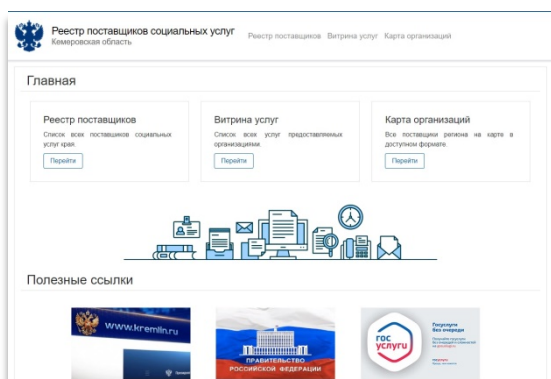 Реестр поставщиков социальных услуг
Кемеровская область
Реестр поставщиков Витрина услуг Карта организаций
Главная
Реестр поставщиков
Список всех поставщиков социальных
услуг края.
Перейти
Витрина услуг
Список всех услуг предоставляемых
организациями.
Перейти
Карта организаций
Все поставщики региона на карте в
доступном формате.
Перейти
Полезные ссылки
www.kremlin.ru
ПРАВИТЕЛЬСТВО
РОССИЙСКОЙ ФЕДЕРАЦИИ
гос
услуги
Госуслуги
без очереди